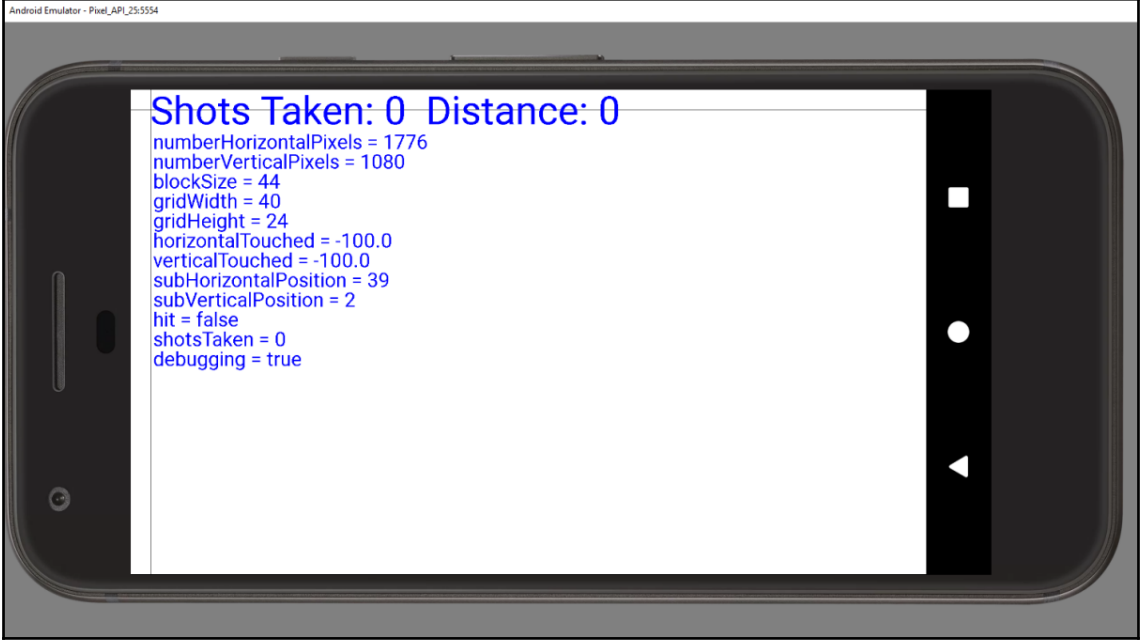 Android Emulator - Pixel_API_25:5554
Shots Taken: 0 Distance: 0
numberHorizontalPixels = 1776
numberVerticalPixels = 1080
blockSize = 44
gridWidth = 40
gridHeight = 24
horizontalTouched = -100.0
verticalTouched = -100.0
subHorizontalPosition = 39
subVerticalPosition = 2
hit = false
shotsTaken = 0
debugging = true